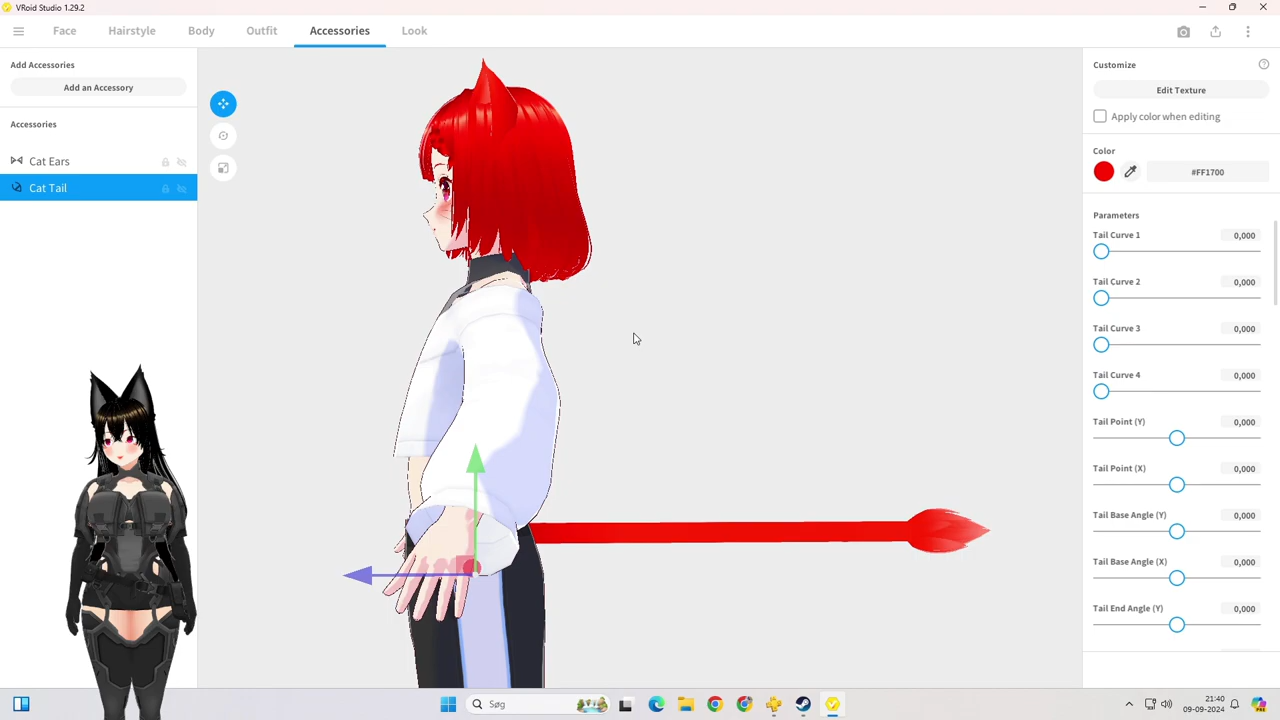 VRoid Studio 1.29.2
Face Hairstyle Body Outfit Accessories Look
Add Accessories
Add an Accessory
Accessories
Cat Ears
Cat Tail
Customize
Edit Texture
Apply color when editing
Color
#FF1700
Parameters
Tail Curve 1 0,000
Tail Curve 2 0,000
Tail Curve 3 0,000
Tail Curve 4 0,000
Tail Point (Y) 0,000
Tail Point (X) 0,000
Tail Base Angle (Y) 0,000
Tail Base Angle (X) 0,000
Tail End Angle (Y) 0,000
Søg
21:40
09-09-2024